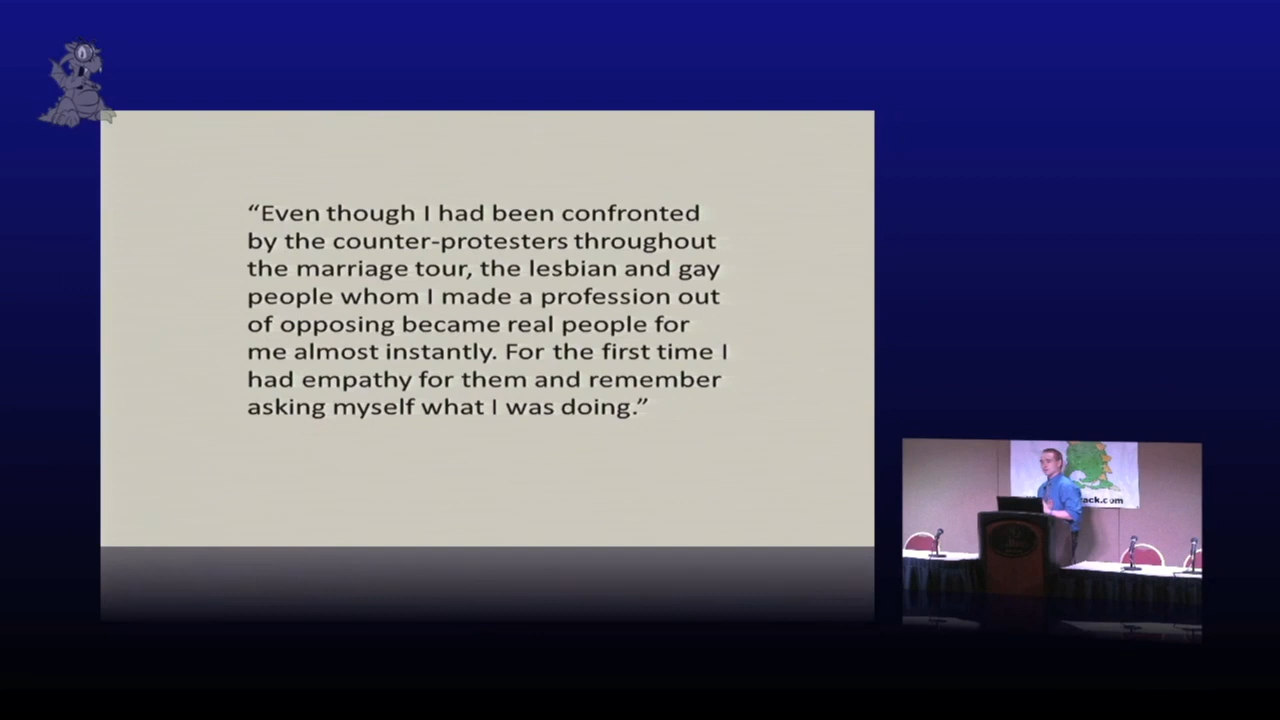 “Even though I had been confronted
by the counter-protesters throughout
the marriage tour, the lesbian and gay
people whom I made a profession out
of opposing became real people for
me almost instantly. For the first time I
had empathy for them and remember
asking myself what I was doing.”
ack.com